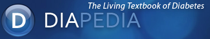 The Living Textbook of Diabetes
D DIAPEDIA